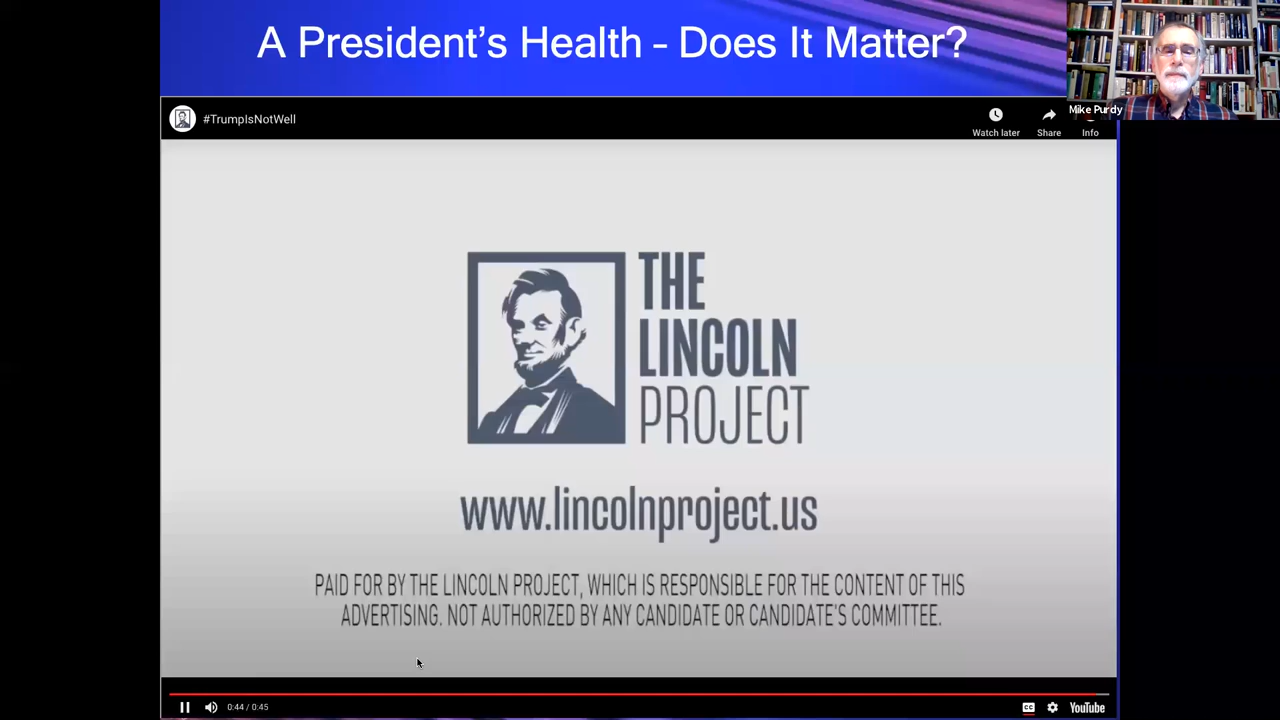 A President's Health - Does It Matter?
Mike Purdy
#TrumpIsNotWell
Watch later
Share
Info
THE
LINCOLN
PROJECT
www.lincolnproject.us
PAID FOR BY THE LINCOLN PROJECT, WHICH IS RESPONSIBLE FOR THE CONTENT OF THIS
ADVERTISING. NOT AUTHORIZED BY ANY CANDIDATE OR CANDIDATE'S COMMITTEE.
0:44 / 0:45
CC
YouTube